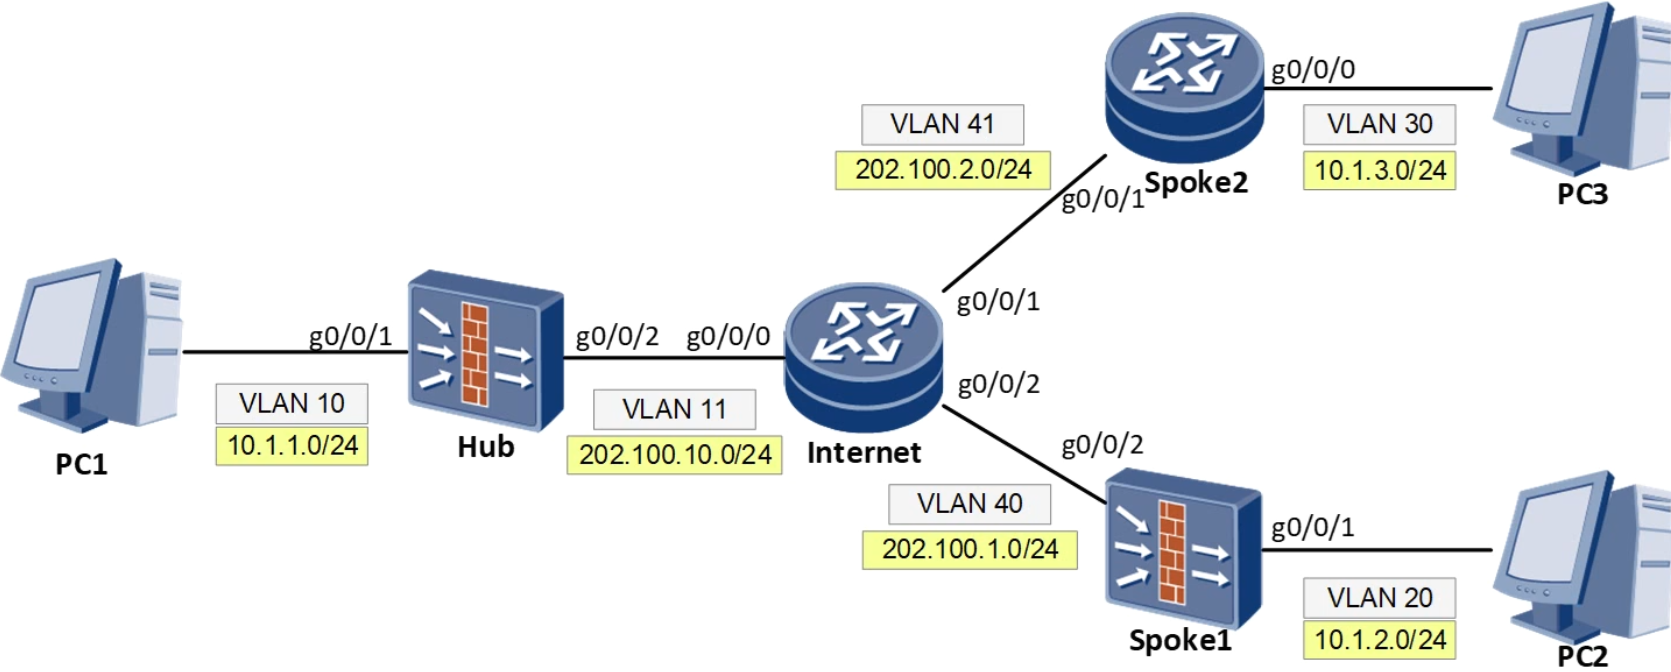 g0/0/0
VLAN 41
202.100.2.0/24
VLAN 30
10.1.3.0/24
Spoke2
PC3
g0/0/1
g0/0/1
g0/0/1
g0/0/2
g0/0/0
VLAN 10
10.1.1.0/24
PC1
Hub
VLAN 11
202.100.10.0/24
Internet
g0/0/2
g0/0/2
VLAN 40
202.100.1.0/24
g0/0/1
VLAN 20
10.1.2.0/24
Spoke1
PC2